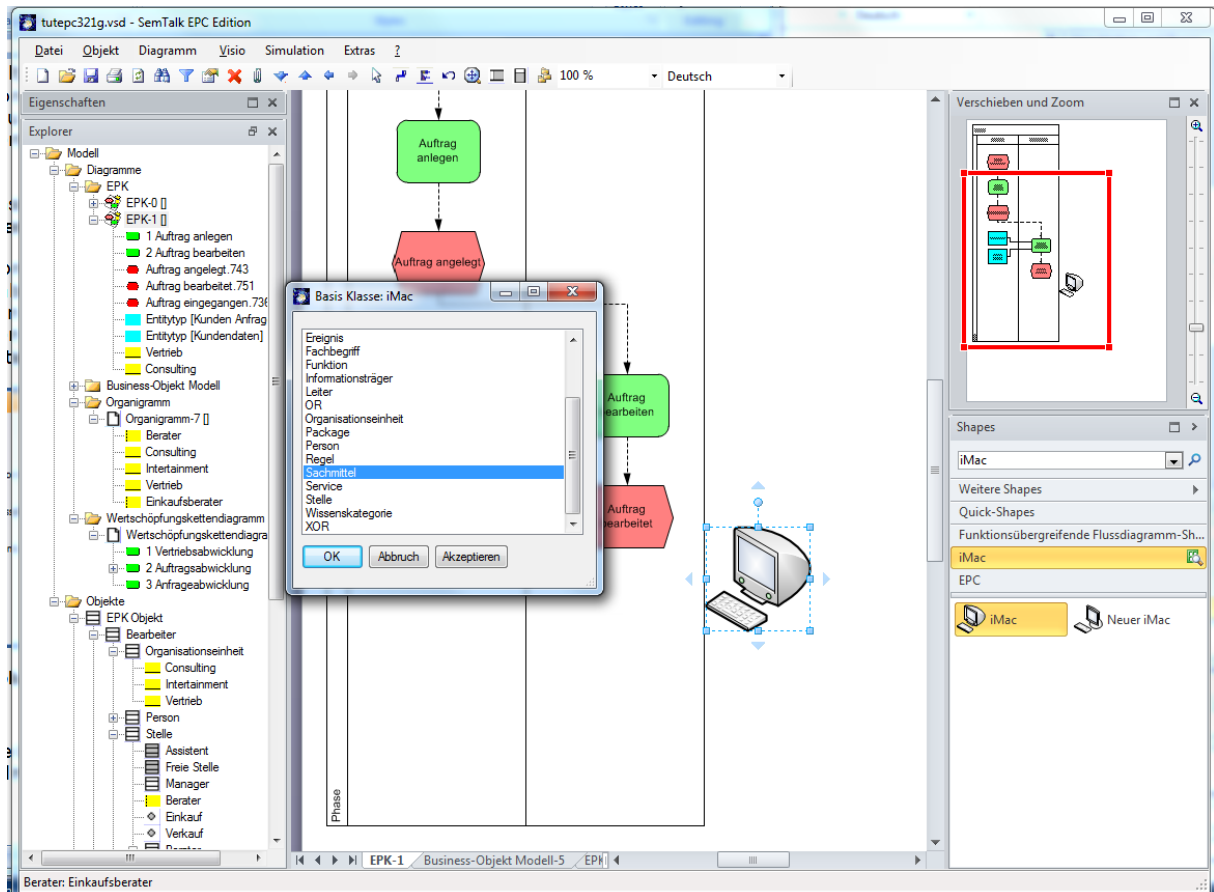 tutepc321g.vsd - SemTalk EPC Edition
Datei Objekt Diagramm Visio Simulation Extras ?
100 % Deutsch
Eigenschaften
Explorer
Modell
Diagramme
EPK
EPK-0 []
EPK-1 []
1 Auftrag anlegen
2 Auftrag bearbeiten
Auftrag angelegt.743
Auftrag bearbeitet.751
Auftrag eingegangen.736
Entitytyp [Kunden Anfrag
Entitytyp [Kundendaten]
Vertrieb
Consulting
Business-Objekt Modell
Organigramm
Organigramm-7 []
Berater
Consulting
Intertainment
Vertrieb
Einkaufsberater
Wertschöpfungskettendiagramm
Wertschöpfungskettendiagra
1 Vertriebsabwicklung
2 Auftragsabwicklung
3 Anfrageabwicklung
Objekte
EPK Objekt
Bearbeiter
Organisationseinheit
Consulting
Intertainment
Vertrieb
Person
Stelle
Assistent
Freie Stelle
Manager
Berater
Einkauf
Verkauf
Berater: Einkaufsberater
Auftrag
anlegen
Auftrag angelegt
Auftrag
bearbeiten
Auftrag
bearbeitet
Phase
Basis Klasse: iMac
Ereignis
Fachbegriff
Funktion
Informationsträger
Leiter
OR
Organisationseinheit
Package
Person
Regel
Sachmittel
Service
Stelle
Wissenskategorie
XOR
OK Abbruch Akzeptieren
EPK-1 Business-Objekt Modell-5 EPK
Verschieben und Zoom
Shapes
iMac
Weitere Shapes
Quick-Shapes
Funktionsübergreifende Flussdiagramm-Sh...
iMac
EPC
iMac Neuer iMac